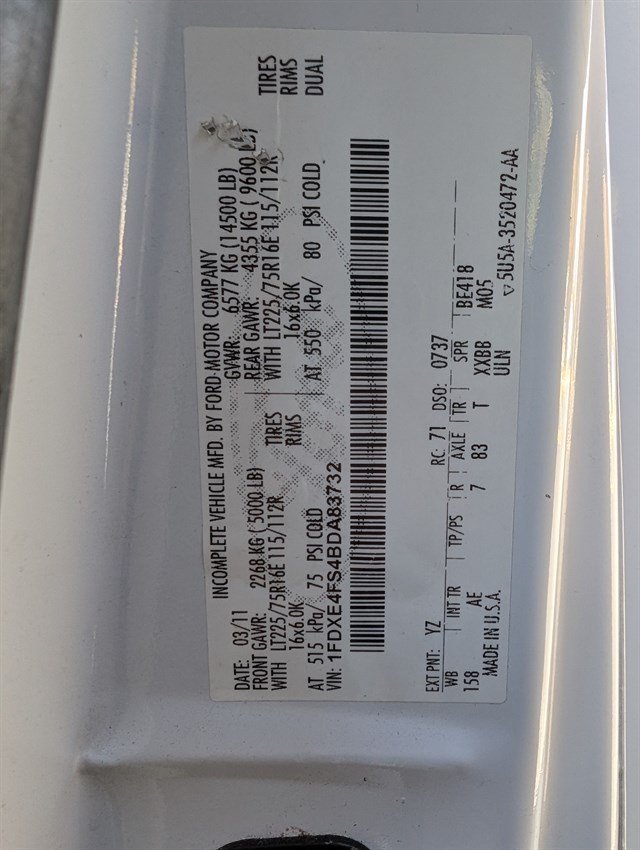 INCOMPLETE VEHICLE MFD. BY FORD MOTOR COMPANY
DATE: 03/11 GVWR: 6577 KG (14500 LB)
FRONT GAWR: 2268 KG ( 5000 LB) REAR GAWR: 4355 KG ( 9600 LB)
WITH LT225/75R16E 115/112R TIRES WITH LT225/75R16E 115/112R TIRES
16x6.0K RIMS 16x6.0K RIMS
AT 515 kPa/ 75 PSI COLD AT 550 kPa/ 80 PSI COLD DUAL
VIN: 1FDXE4FS4BDA83732
EXT PNT: YZ RC: 71 DSO: 0737
WB INT TR TP/PS R AXLE TR SPR
158 AE 7 83 T XXBB BE418
MADE IN U.S.A. ULN M05
▽ 5U5A-3520472-AA